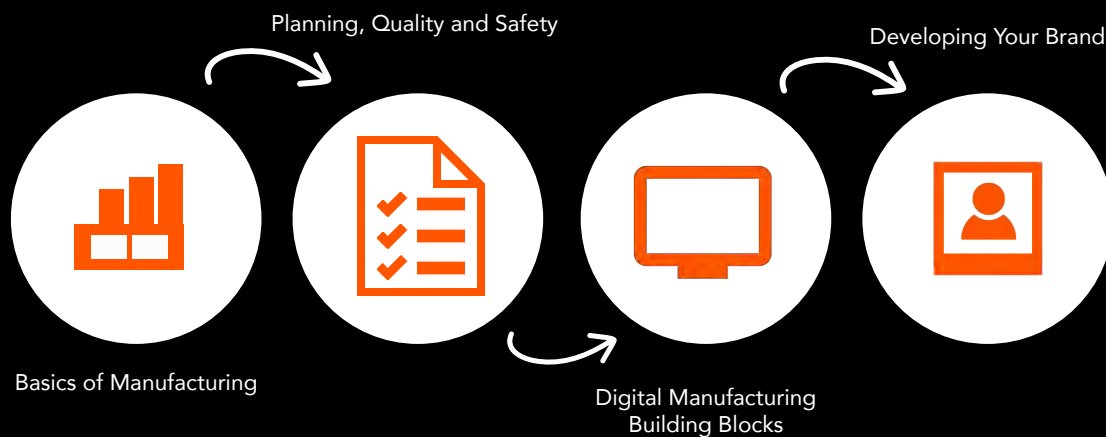 Planning, Quality and Safety
Developing Your Brand
Basics of Manufacturing
Digital Manufacturing
Building Blocks